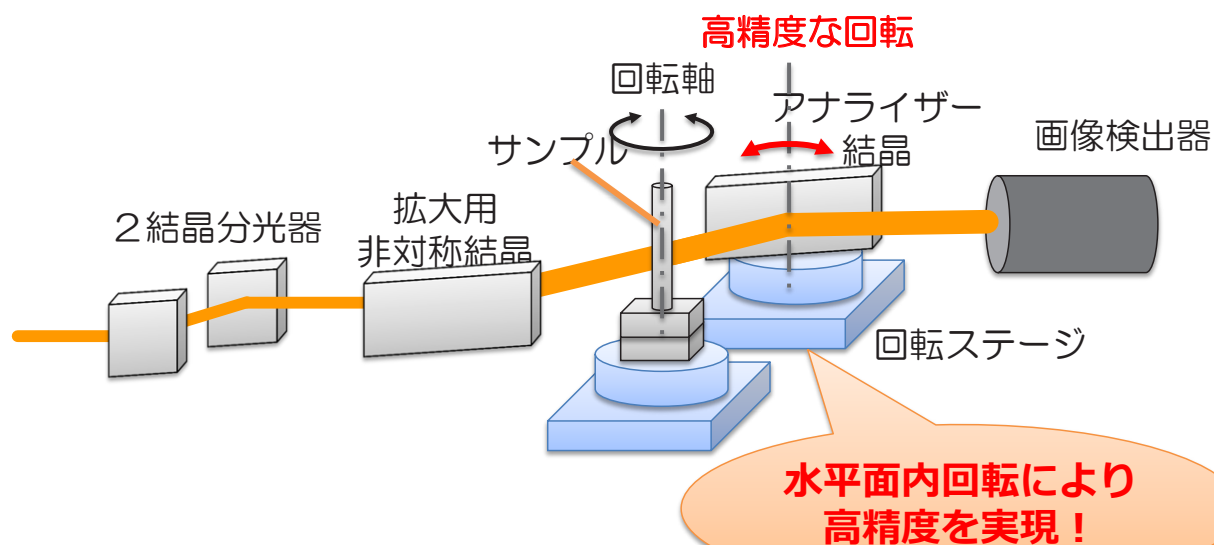 高精度な回転
回転軸
アナライザー
結晶
サンプル
画像検出器
拡大用
非対称結晶
２結晶分光器
回転ステージ
水平面内回転により
高精度を実現！